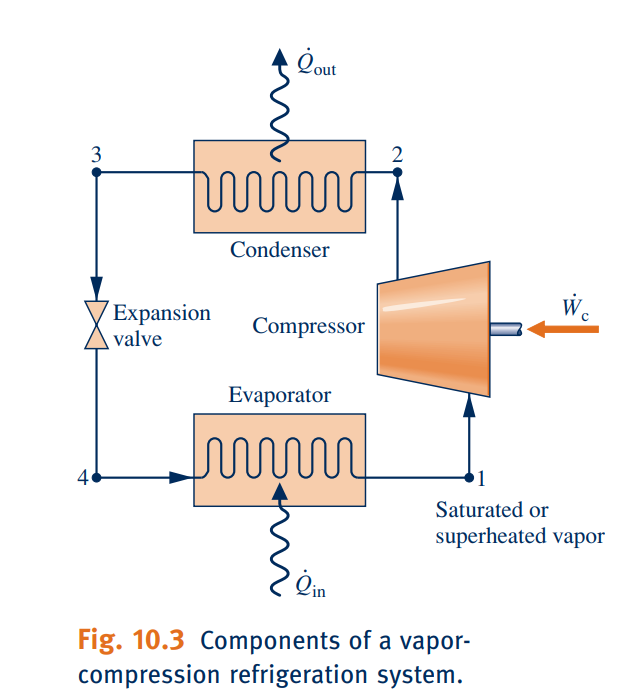 Q̇out
3
2
Condenser
Expansion
valve
Compressor
Ẇc
Evaporator
4
1
Saturated or
superheated vapor
Q̇in
Fig. 10.3 Components of a vapor-
compression refrigeration system.